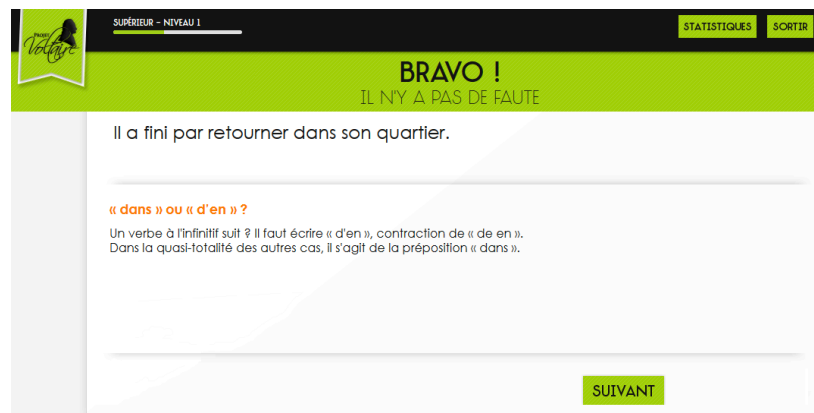 PROJET
Voltaire
SUPÉRIEUR – NIVEAU 1
STATISTIQUES
SORTIR
BRAVO !
IL N'Y A PAS DE FAUTE
Il a fini par retourner dans son quartier.
« dans » ou « d'en » ?
Un verbe à l'infinitif suit ? Il faut écrire « d'en », contraction de « de en ».
Dans la quasi-totalité des autres cas, il s'agit de la préposition « dans ».
SUIVANT